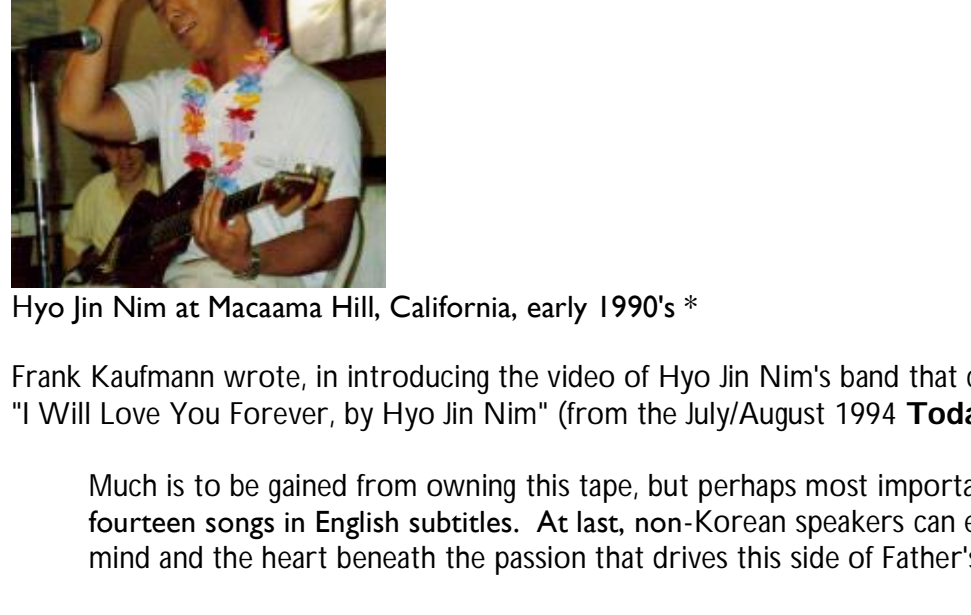 Hyo Jin Nim at Macaama Hill, California, early 1990's *
Frank Kaufmann wrote, in introducing the video of Hyo Jin Nim's band that
"I Will Love You Forever, by Hyo Jin Nim" (from the July/August 1994
Much is to be gained from owning this tape, but perhaps most
fourteen songs in English subtitles. At last, non-Korean speakers can
mind and the heart beneath the passion that drives this side of Father's